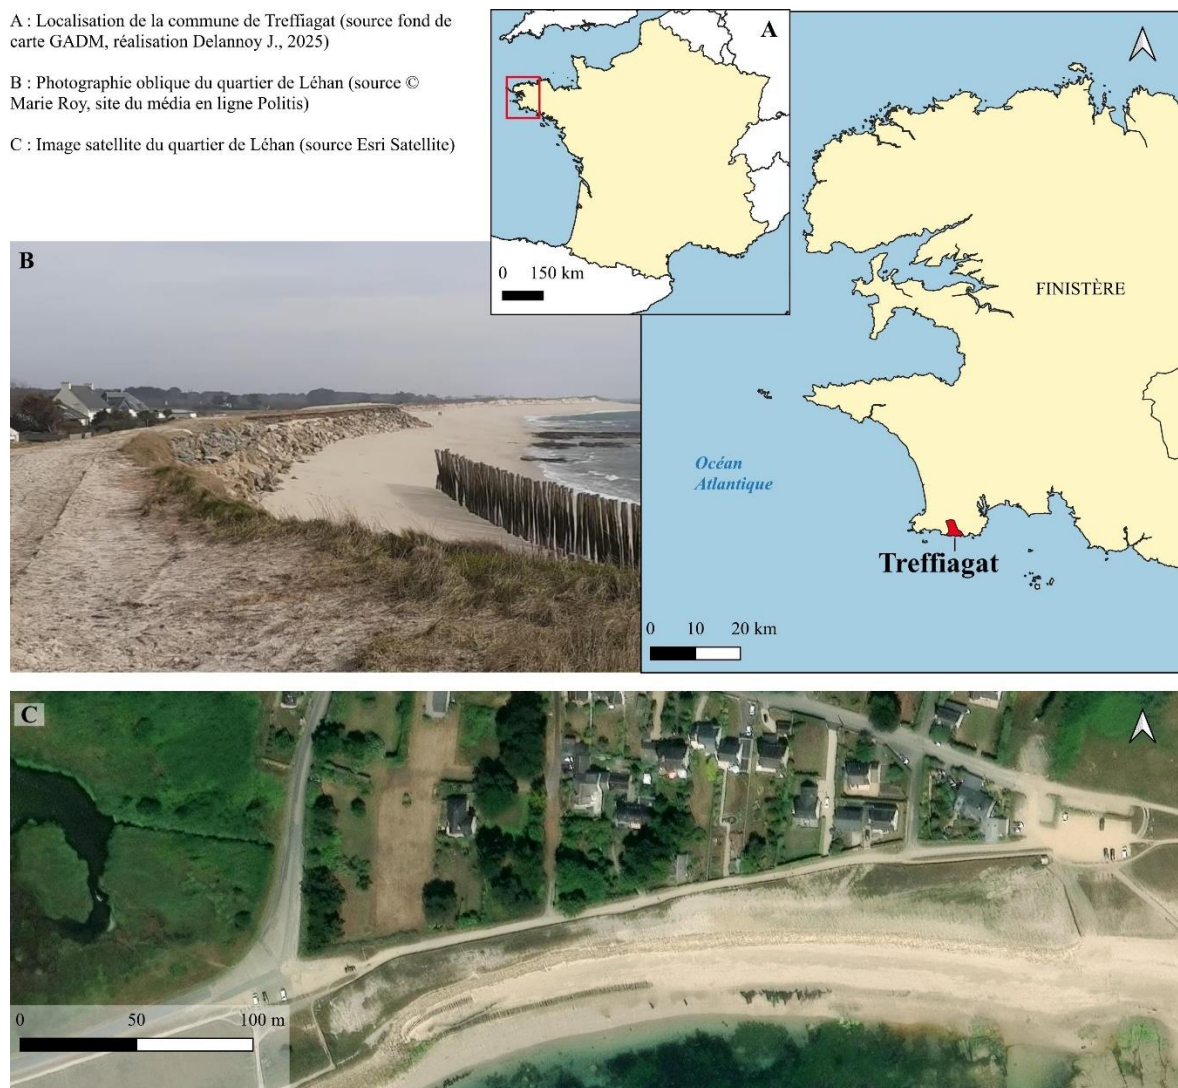 A : Localisation de la commune de Treffiagat (source fond de
carte GADM, réalisation Delannoy J., 2025)
B : Photographie oblique du quartier de Léhan (source ©
Marie Roy, site du média en ligne Politis)
C : Image satellite du quartier de Léhan (source Esri Satellite)
A
0 150 km
FINISTÈRE
Océan
Atlantique
Treffiagat
0 10 20 km
B
C
0 50 100 m